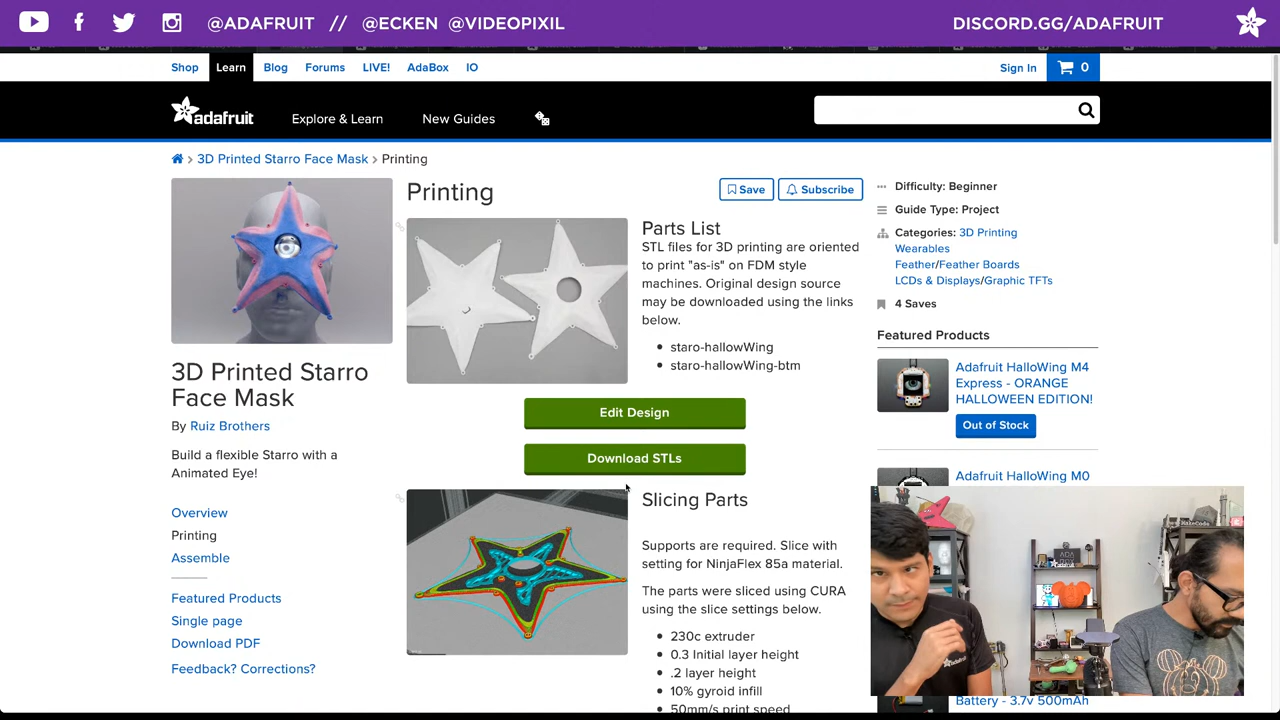 @ADAFRUIT // @ECKEN @VIDEOPIXIL
DISCORD.GG/ADAFRUIT
Shop Learn Blog Forums LIVE! AdaBox IO
Sign In 0
adafruit Explore & Learn New Guides
3D Printed Starro Face Mask > Printing
Printing
Save Subscribe
Parts List
STL files for 3D printing are oriented
to print "as-is" on FDM style
machines. Original design source
may be downloaded using the links
below.
• staro-hallowWing
• staro-hallowWing-btm
Edit Design
Download STLs
Slicing Parts
Supports are required. Slice with
setting for NinjaFlex 85a material.
The parts were sliced using CURA
using the slice settings below.
• 230c extruder
• 0.3 Initial layer height
• .2 layer height
• 10% gyroid infill
• 50mm/s print speed
3D Printed Starro
Face Mask
By Ruiz Brothers
Build a flexible Starro with a
Animated Eye!
Overview
Printing
Assemble
Featured Products
Single page
Download PDF
Feedback? Corrections?
Difficulty: Beginner
Guide Type: Project
Categories: 3D Printing
Wearables
Feather/Feather Boards
LCDs & Displays/Graphic TFTs
4 Saves
Featured Products
Adafruit HalloWing M4
Express - ORANGE
HALLOWEEN EDITION!
Out of Stock
Adafruit HalloWing M0
Battery - 3.7v 500mAh
adafruit